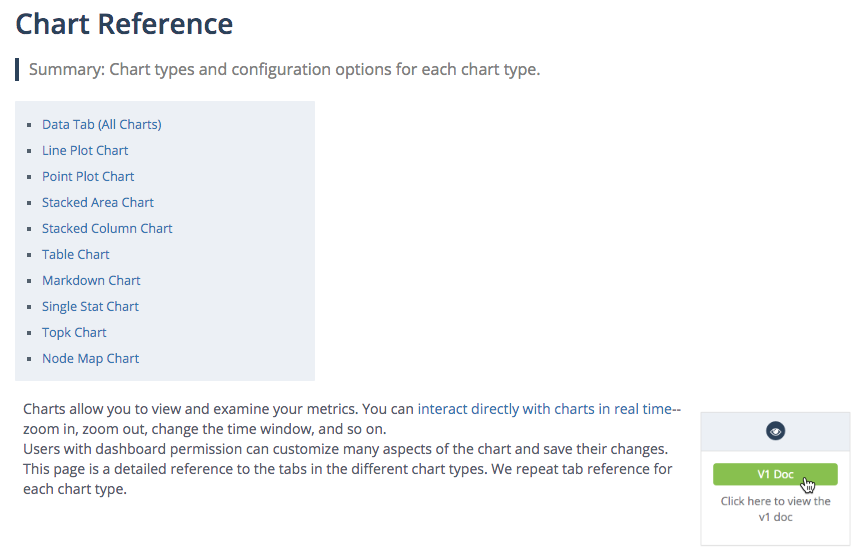 Chart Reference
Summary: Chart types and configuration options for each chart type.
Data Tab (All Charts)
Line Plot Chart
Point Plot Chart
Stacked Area Chart
Stacked Column Chart
Table Chart
Markdown Chart
Single Stat Chart
Topk Chart
Node Map Chart
Charts allow you to view and examine your metrics. You can interact directly with charts in real time--
zoom in, zoom out, change the time window, and so on.
Users with dashboard permission can customize many aspects of the chart and save their changes.
This page is a detailed reference to the tabs in the different chart types. We repeat tab reference for
each chart type.
V1 Doc
Click here to view the
v1 doc